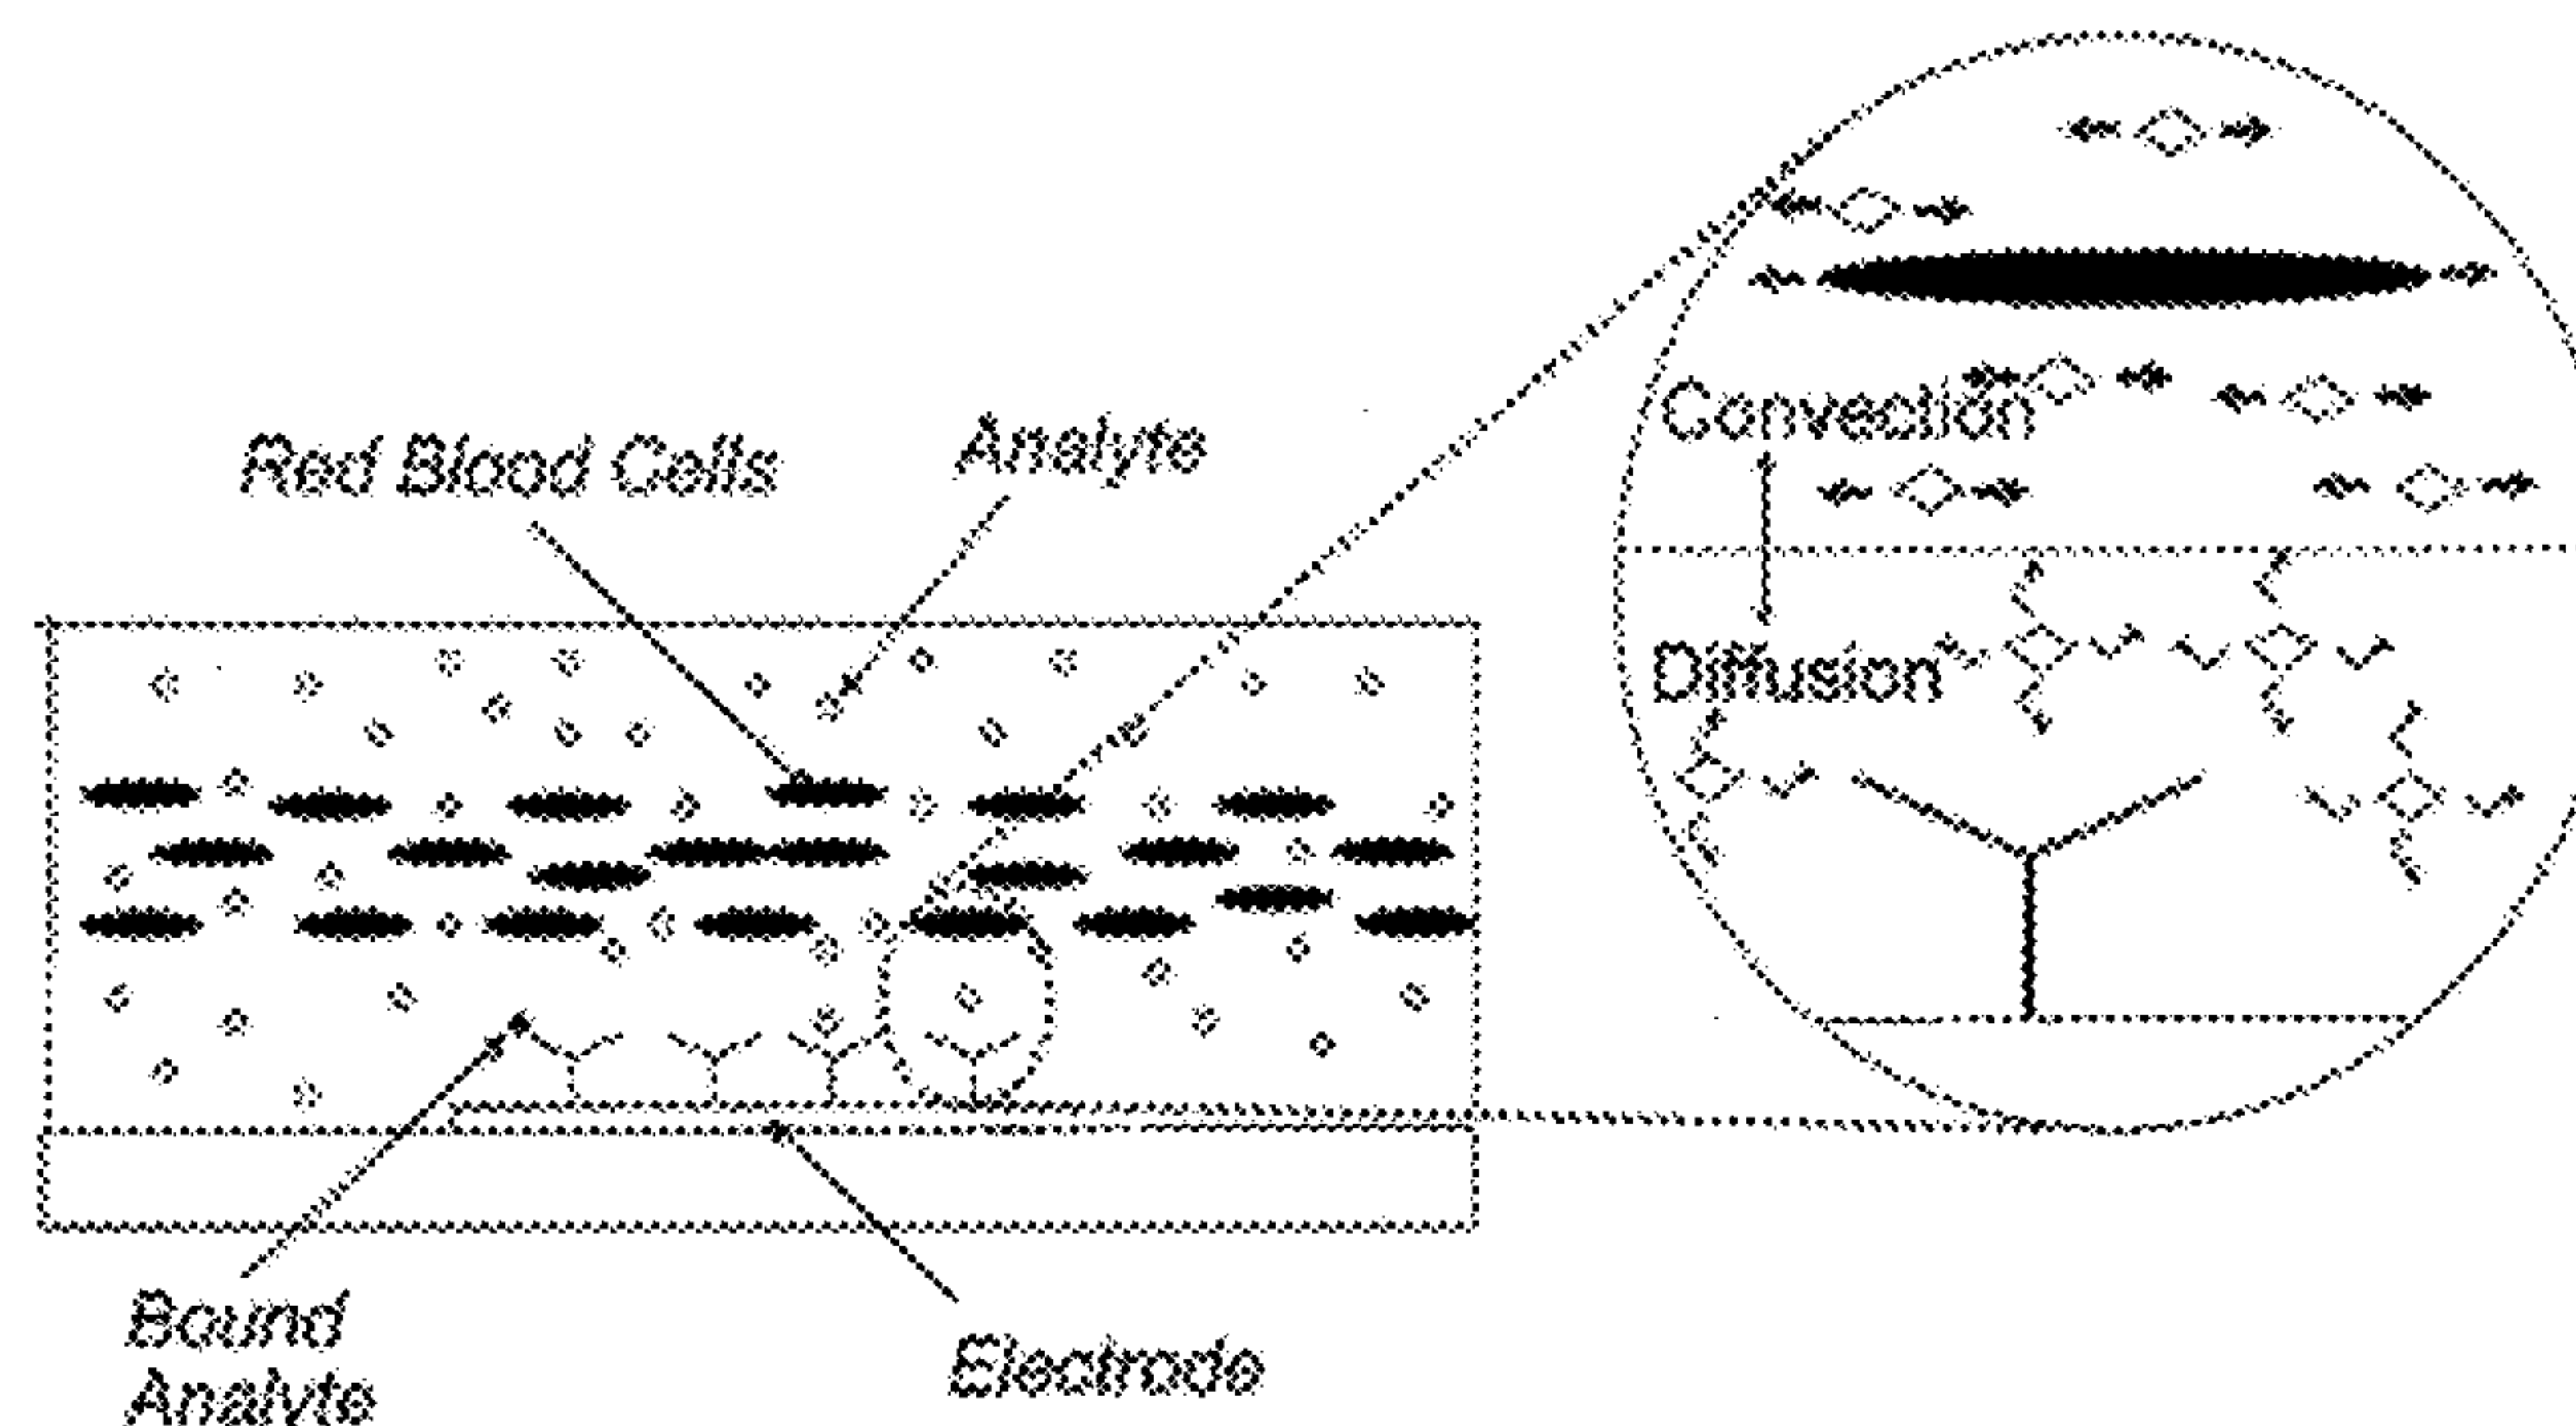 Convection
Red Blood Cells
Analyte
Diffusion
Bound
Analyte
Electrode